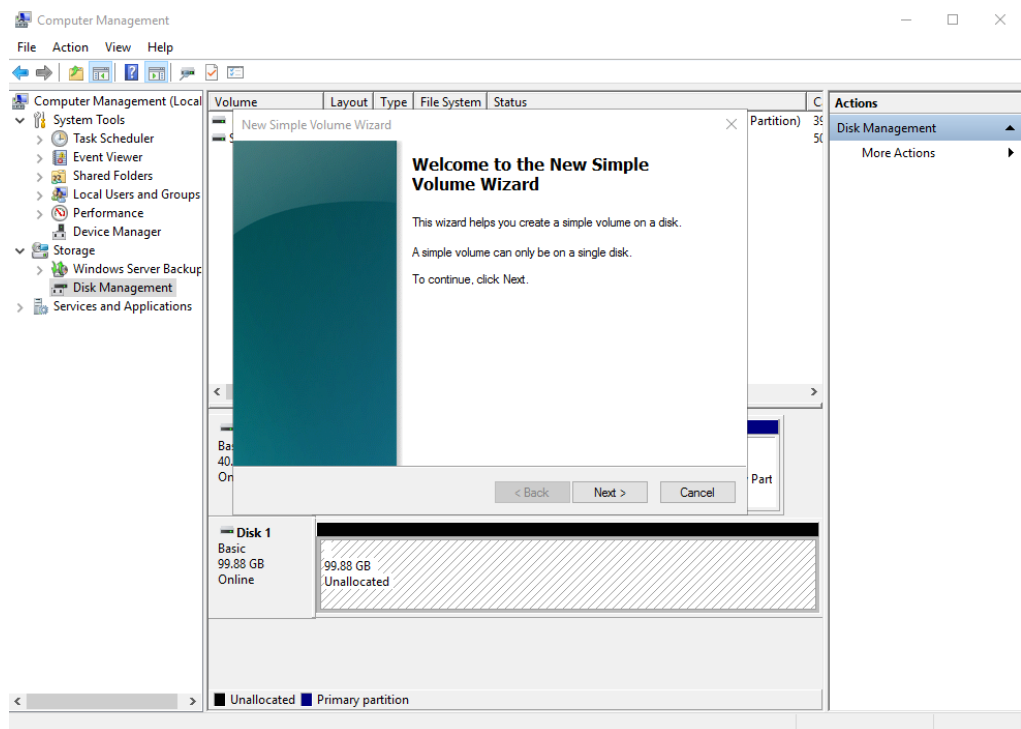 Computer Management
File Action View Help
Computer Management (Local
System Tools
Task Scheduler
Event Viewer
Shared Folders
Local Users and Groups
Performance
Device Manager
Storage
Windows Server Backup
Disk Management
Services and Applications
Volume Layout Type File System Status C
Partition) 39
S 50
New Simple Volume Wizard
Welcome to the New Simple
Volume Wizard
This wizard helps you create a simple volume on a disk.
A simple volume can only be on a single disk.
To continue, click Next.
< Back Next > Cancel
Ba
40.
On
Part
Disk 1
Basic
99.88 GB
Online
99.88 GB
Unallocated
Unallocated Primary partition
Actions
Disk Management
More Actions